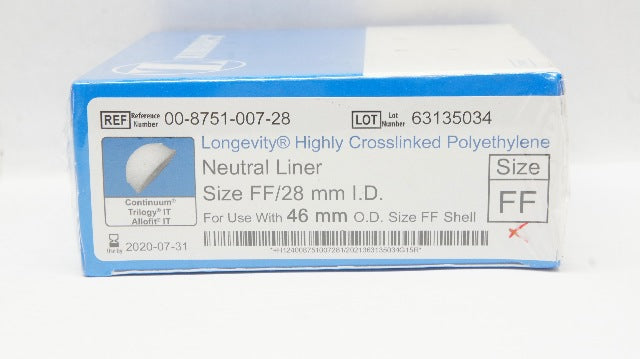 REF Reference Number 00-8751-007-28 LOT Lot Number 63135034
Longevity® Highly Crosslinked Polyethylene
Neutral Liner
Size FF/28 mm I.D.
For Use With 46 mm O.D. Size FF Shell
Size
FF
Continuum®
Trilogy® IT
Allofit® IT
Use by 2020-07-31